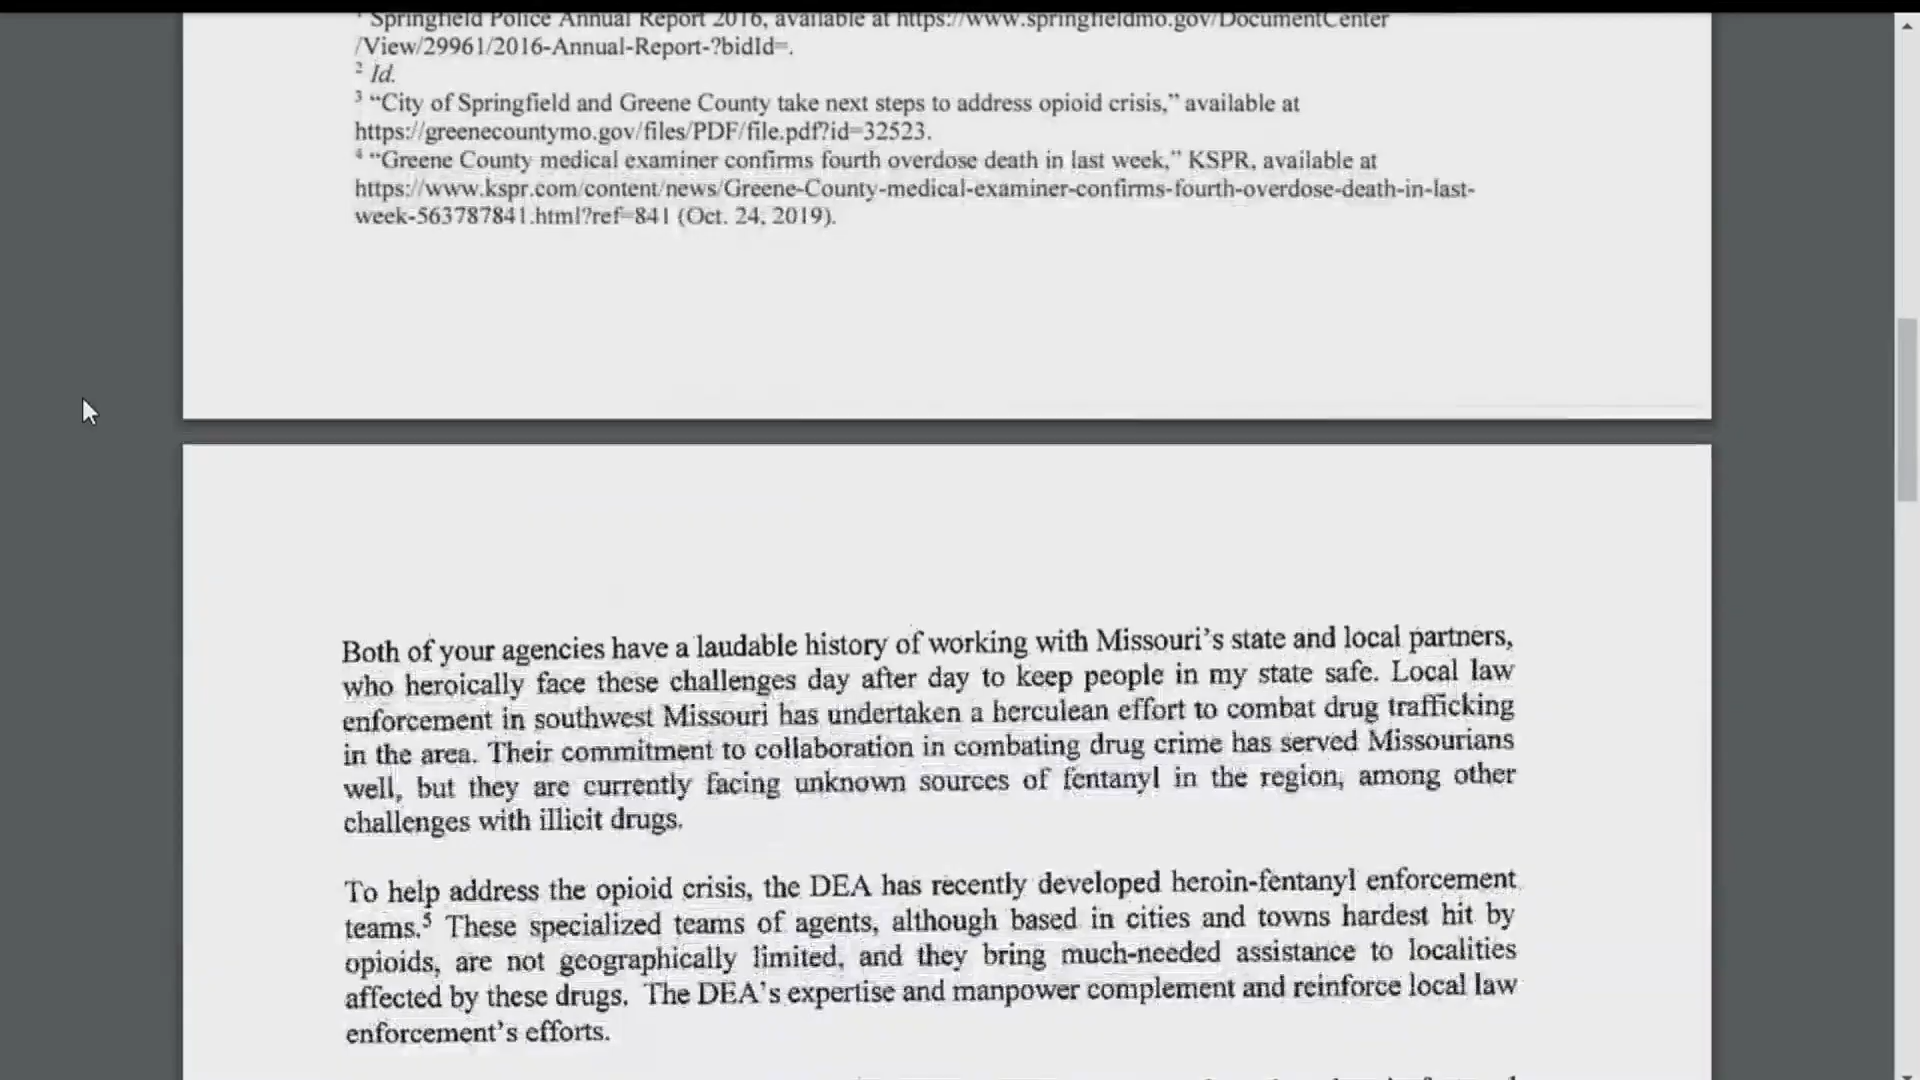 ¹ Springfield Police Annual Report 2016, available at https://www.springfieldmo.gov/DocumentCenter
/View/29961/2016-Annual-Report-?bidId=.
² Id.
³ “City of Springfield and Greene County take next steps to address opioid crisis,” available at
https://greenecountymo.gov/files/PDF/file.pdf?id=32523.
⁴ “Greene County medical examiner confirms fourth overdose death in last week,” KSPR, available at
https://www.kspr.com/content/news/Greene-County-medical-examiner-confirms-fourth-overdose-death-in-last-
week-563787841.html?ref=841 (Oct. 24, 2019).
Both of your agencies have a laudable history of working with Missouri’s state and local partners,
who heroically face these challenges day after day to keep people in my state safe. Local law
enforcement in southwest Missouri has undertaken a herculean effort to combat drug trafficking
in the area. Their commitment to collaboration in combating drug crime has served Missourians
well, but they are currently facing unknown sources of fentanyl in the region, among other
challenges with illicit drugs.
To help address the opioid crisis, the DEA has recently developed heroin-fentanyl enforcement
teams.⁵ These specialized teams of agents, although based in cities and towns hardest hit by
opioids, are not geographically limited, and they bring much-needed assistance to localities
affected by these drugs. The DEA’s expertise and manpower complement and reinforce local law
enforcement’s efforts.